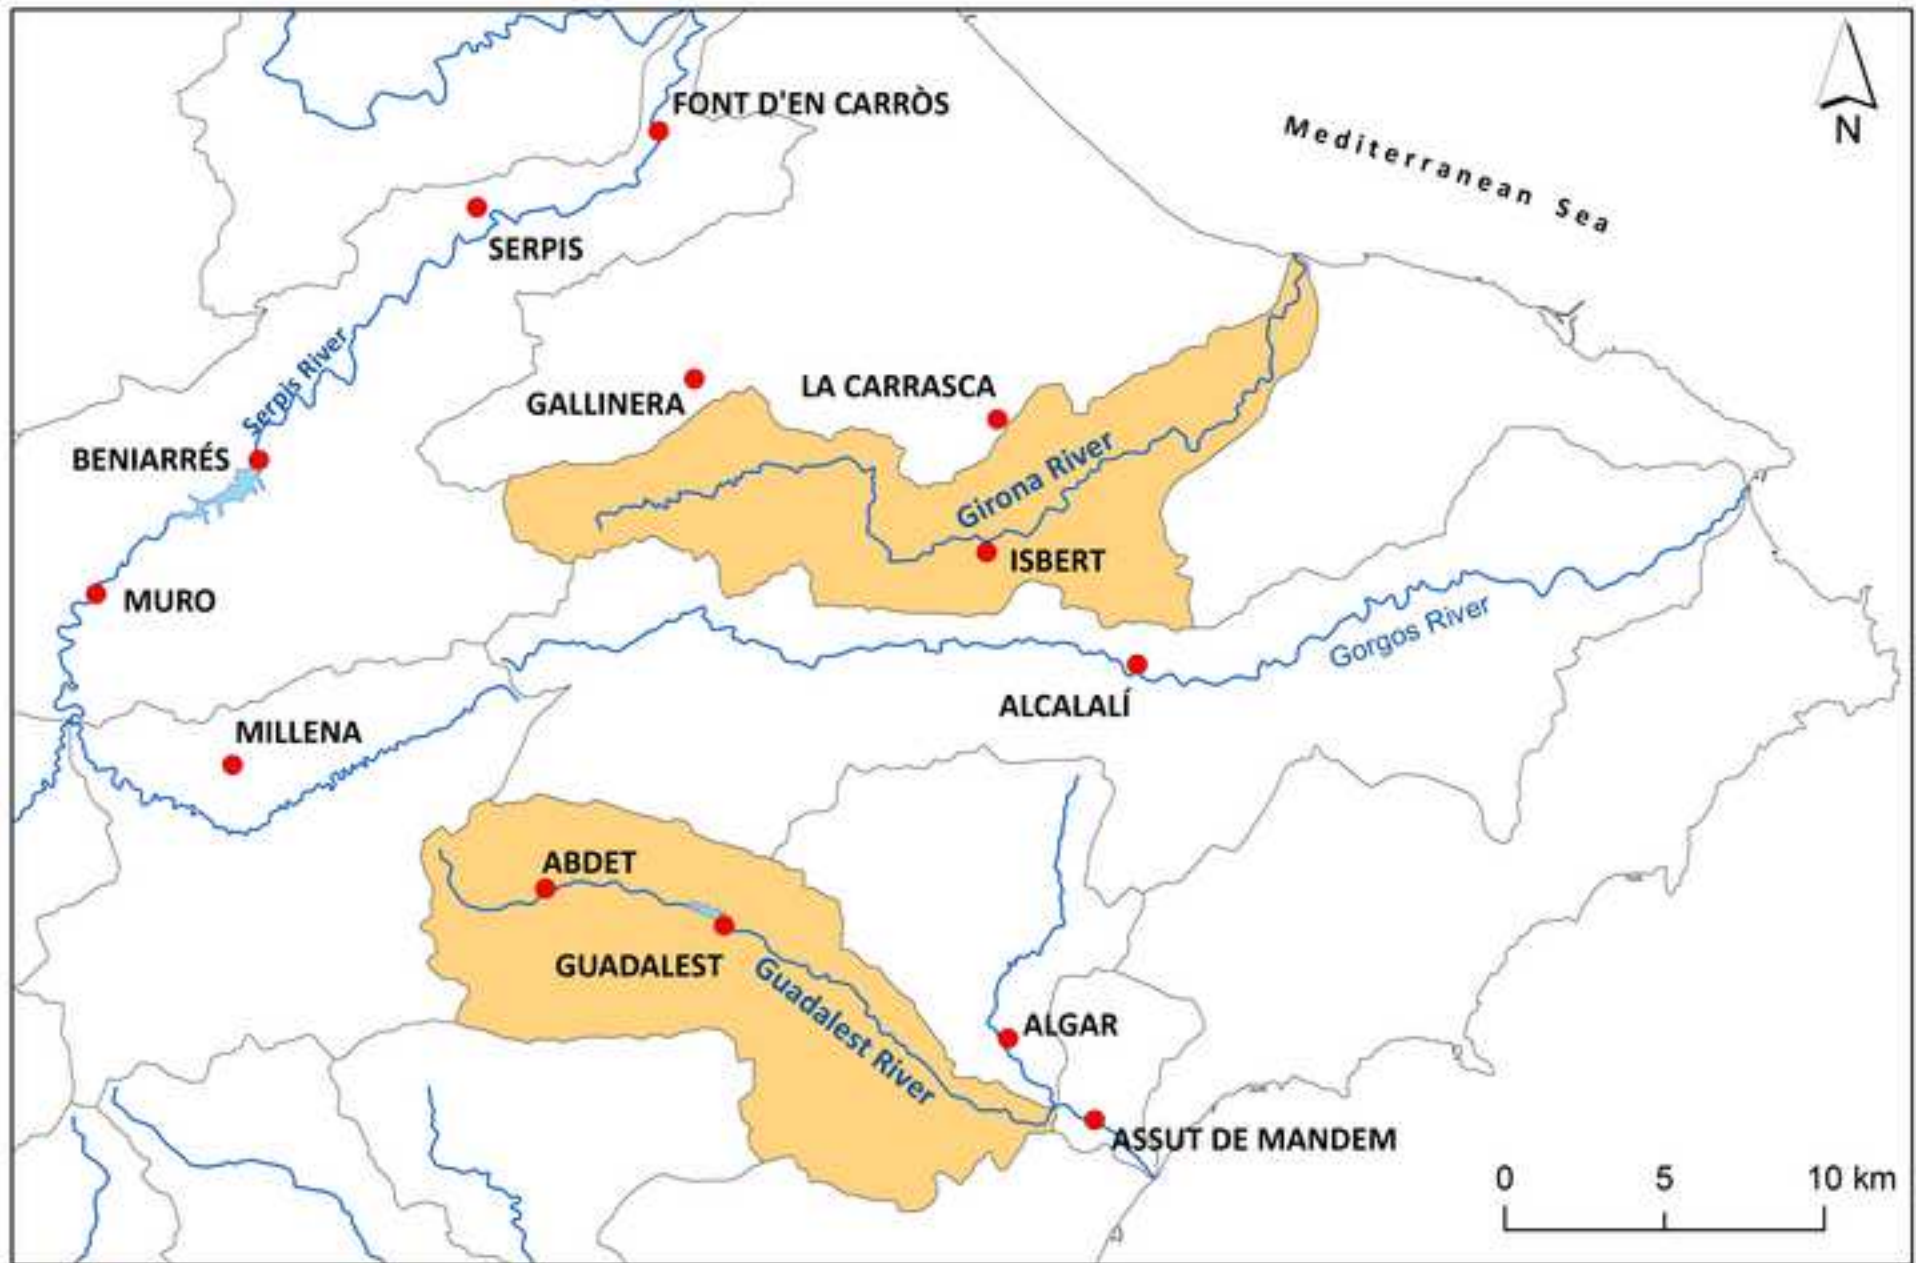 FONT D'EN CARRÒS
N
Mediterranean Sea
SERPIS
Serpis River
GALLINERA
LA CARRASCA
BENIARRÉS
Girona River
ISBERT
MURO
Gorgos River
ALCALALÍ
MILLENA
ABDET
GUADALEST
Guadalest River
ALGAR
ASSUT DE MANDEM
0 5 10 km